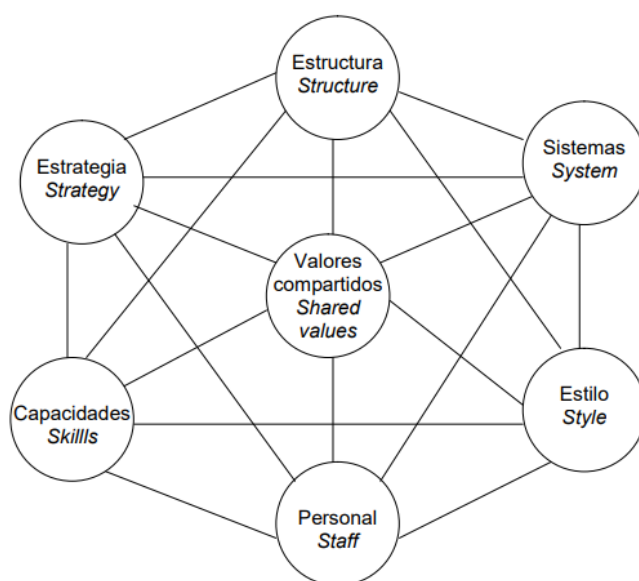 Estructura
Structure
Estrategia
Strategy
Sistemas
System
Valores
compartidos
Shared
values
Capacidades
Skillls
Estilo
Style
Personal
Staff